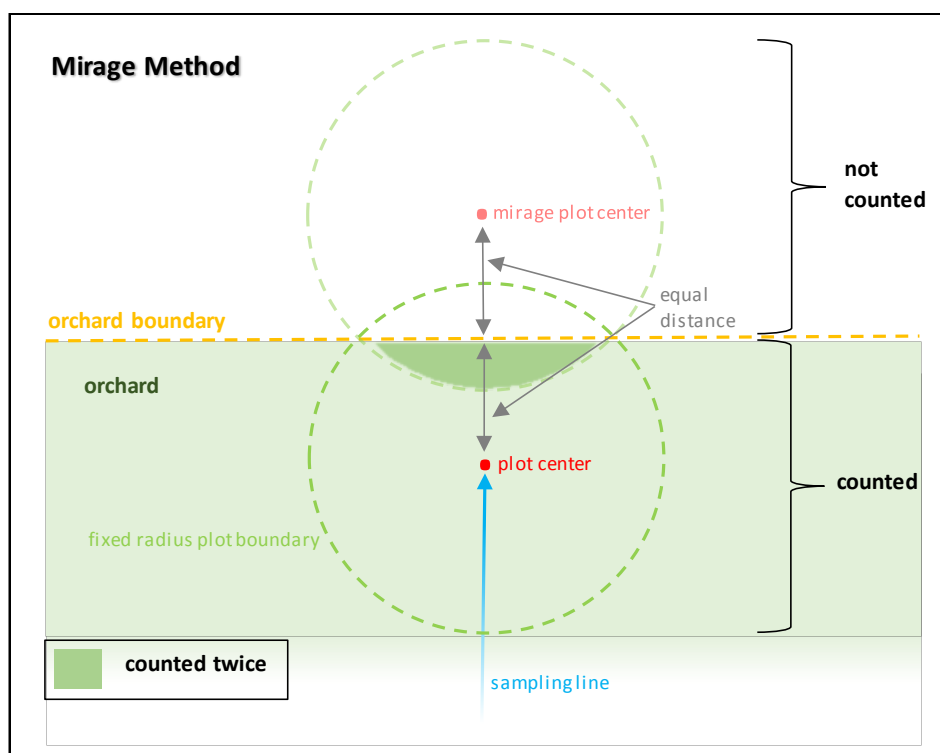 Mirage Method
not
counted
mirage plot center
equal
distance
orchard boundary
orchard
plot center
counted
fixed radius plot boundary
counted twice
sampling line